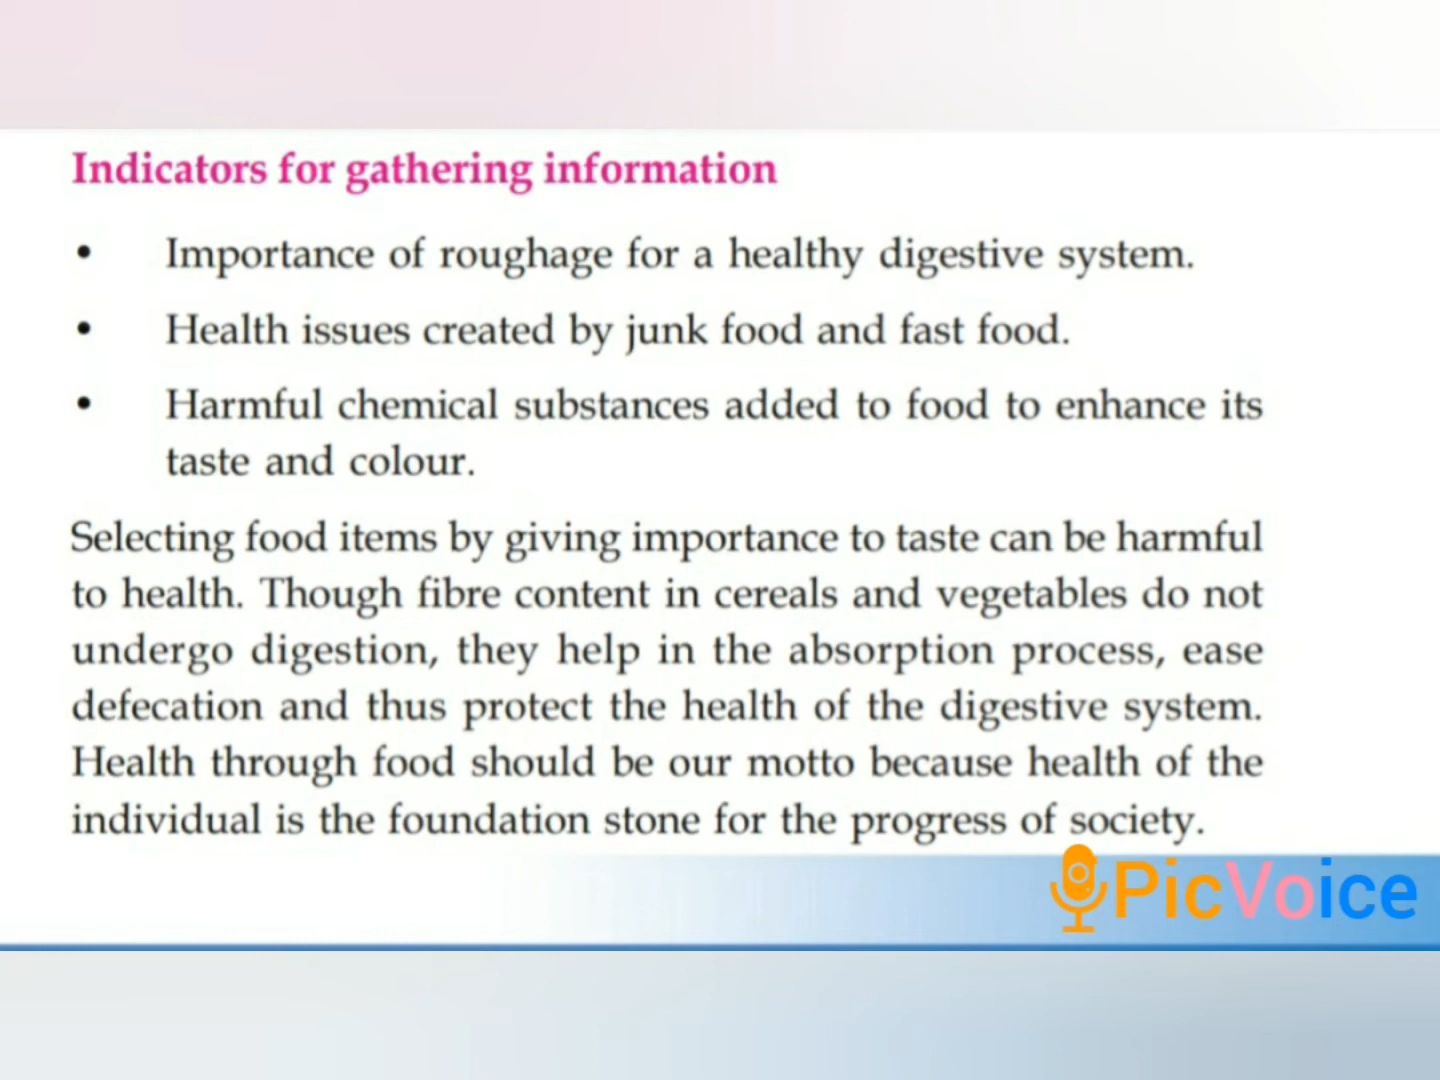 Indicators for gathering information
• Importance of roughage for a healthy digestive system.
• Health issues created by junk food and fast food.
• Harmful chemical substances added to food to enhance its
taste and colour.
Selecting food items by giving importance to taste can be harmful
to health. Though fibre content in cereals and vegetables do not
undergo digestion, they help in the absorption process, ease
defecation and thus protect the health of the digestive system.
Health through food should be our motto because health of the
individual is the foundation stone for the progress of society.
PicVoice